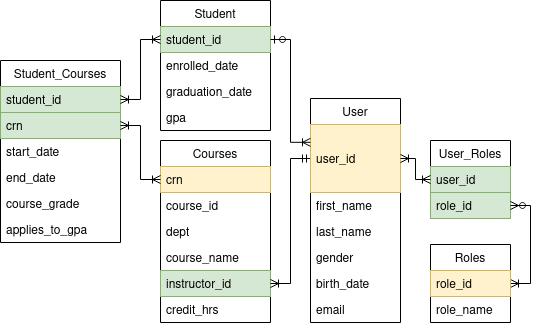 Student
student_id
enrolled_date
graduation_date
gpa
Student_Courses
student_id
crn
start_date
end_date
course_grade
applies_to_gpa
Courses
crn
course_id
dept
course_name
instructor_id
credit_hrs
User
user_id
first_name
last_name
gender
birth_date
email
User_Roles
user_id
role_id
Roles
role_id
role_name